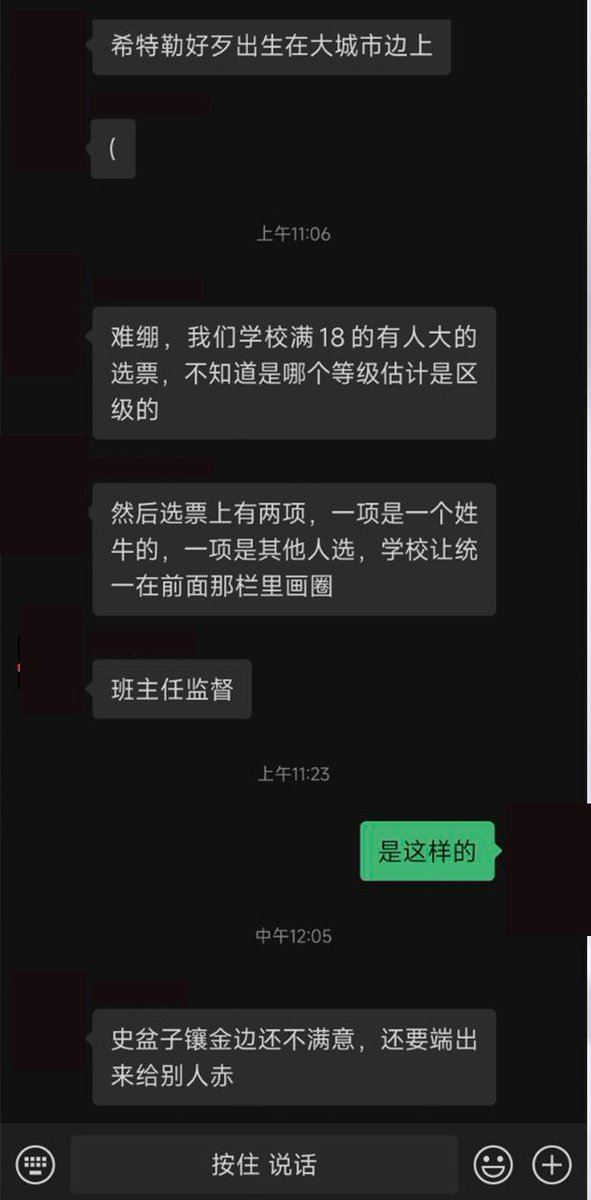 希特勒好歹出生在大城市边上
（
上午11:06
难绷，我们学校满18的有人大的
选票，不知道是哪个等级估计是区
级的
然后选票上有两项，一项是一个姓
牛的，一项是其他人选，学校让统
一在前面那栏里画圈
班主任监督
上午11:23
是这样的
中午12:05
史盆子镶金边还不满意，还要端出
来给别人赤
按住 说话